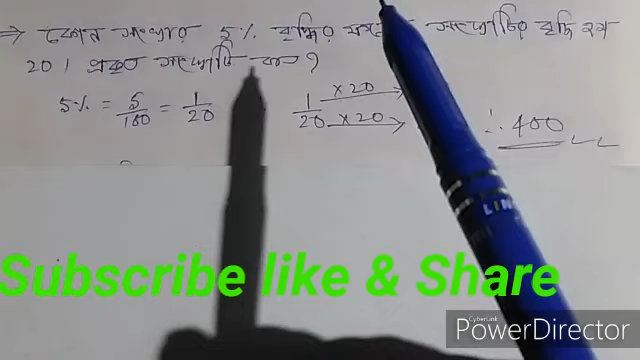 ⇒ কোন সংখ্যার 5% বৃদ্ধির সংখ্যাটির বৃদ্ধি হয়
20। প্রকৃত সংখ্যাটি কত?
5% = 5/100 = 1/20
1/20 × 20 × 20
∴ 400
LIN
Subscribe like & Share
CyberLink
PowerDirector